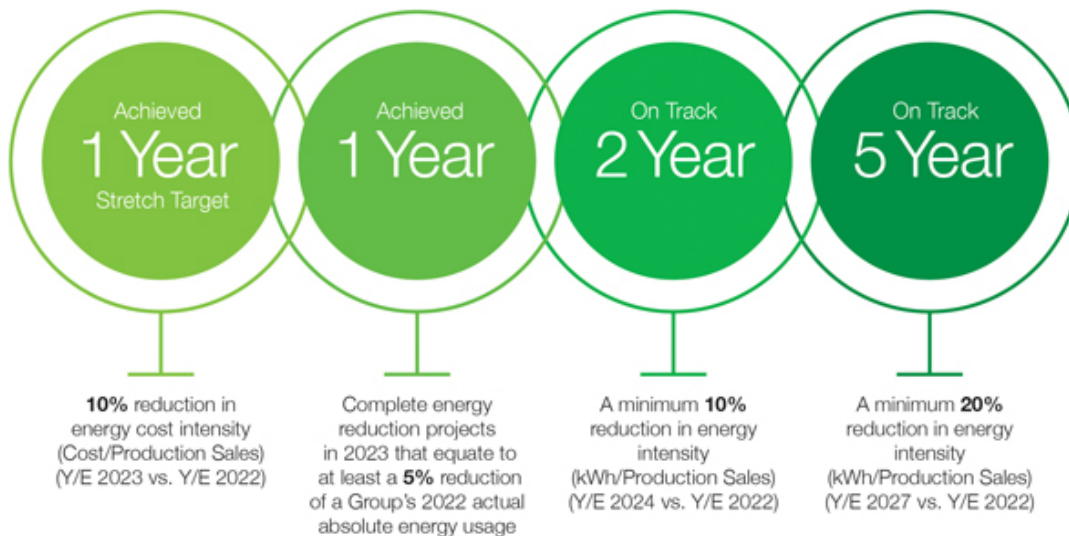 Achieved
1 Year
Stretch Target
Achieved
1 Year
On Track
2 Year
On Track
5 Year
10% reduction in
energy cost intensity
(Cost/Production Sales)
(Y/E 2023 vs. Y/E 2022)
Complete energy
reduction projects
in 2023 that equate to
at least a 5% reduction
of a Group's 2022 actual
absolute energy usage
A minimum 10%
reduction in energy
intensity
(kWh/Production Sales)
(Y/E 2024 vs. Y/E 2022)
A minimum 20%
reduction in energy
intensity
(kWh/Production Sales)
(Y/E 2027 vs. Y/E 2022)